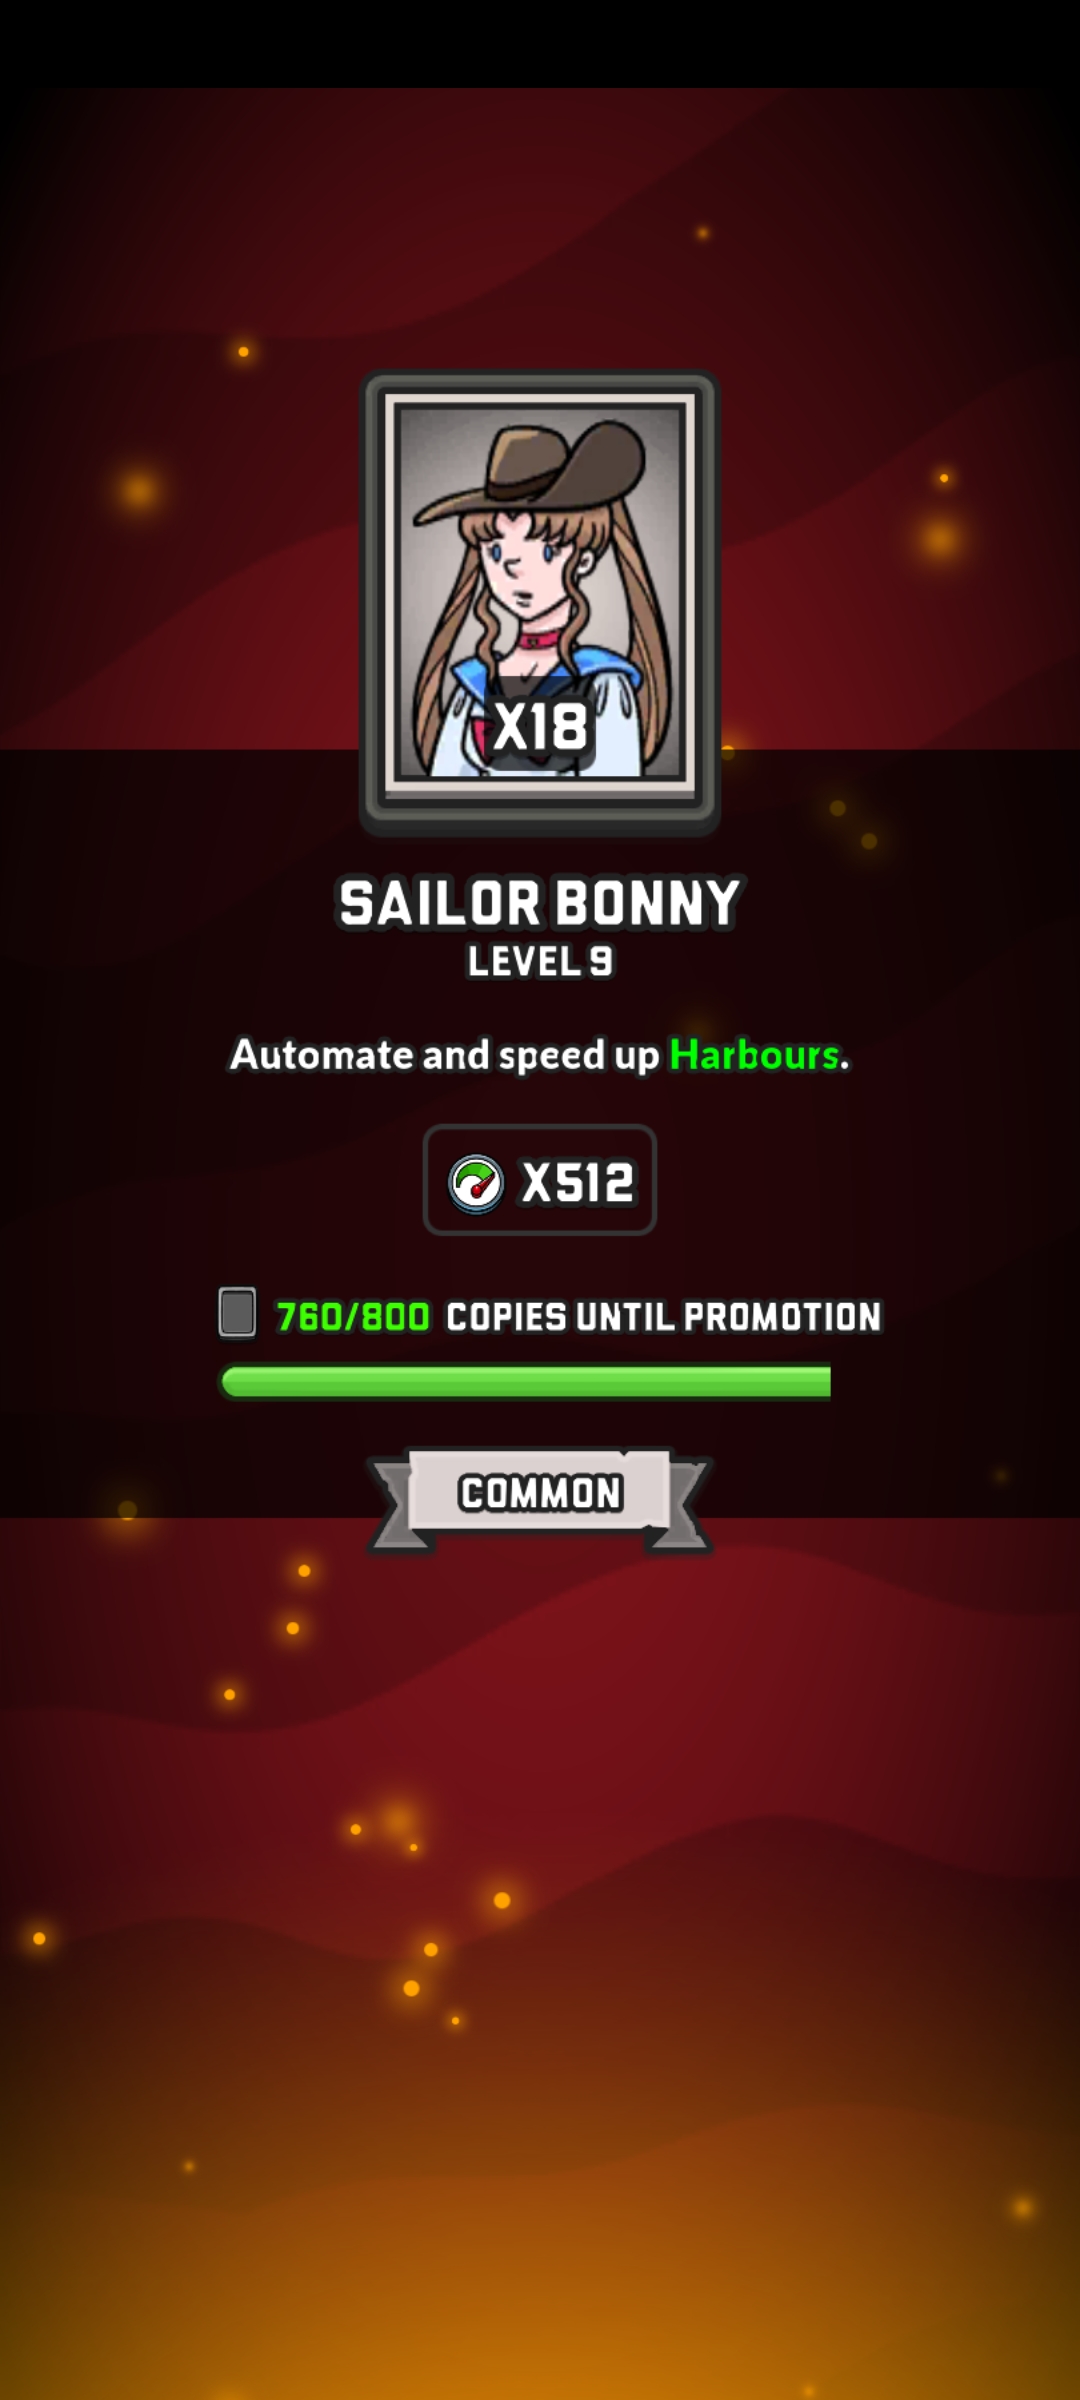 X18
SAILOR BONNY
LEVEL 9
Automate and speed up Harbours.
X512
760/800 COPIES UNTIL PROMOTION
COMMON